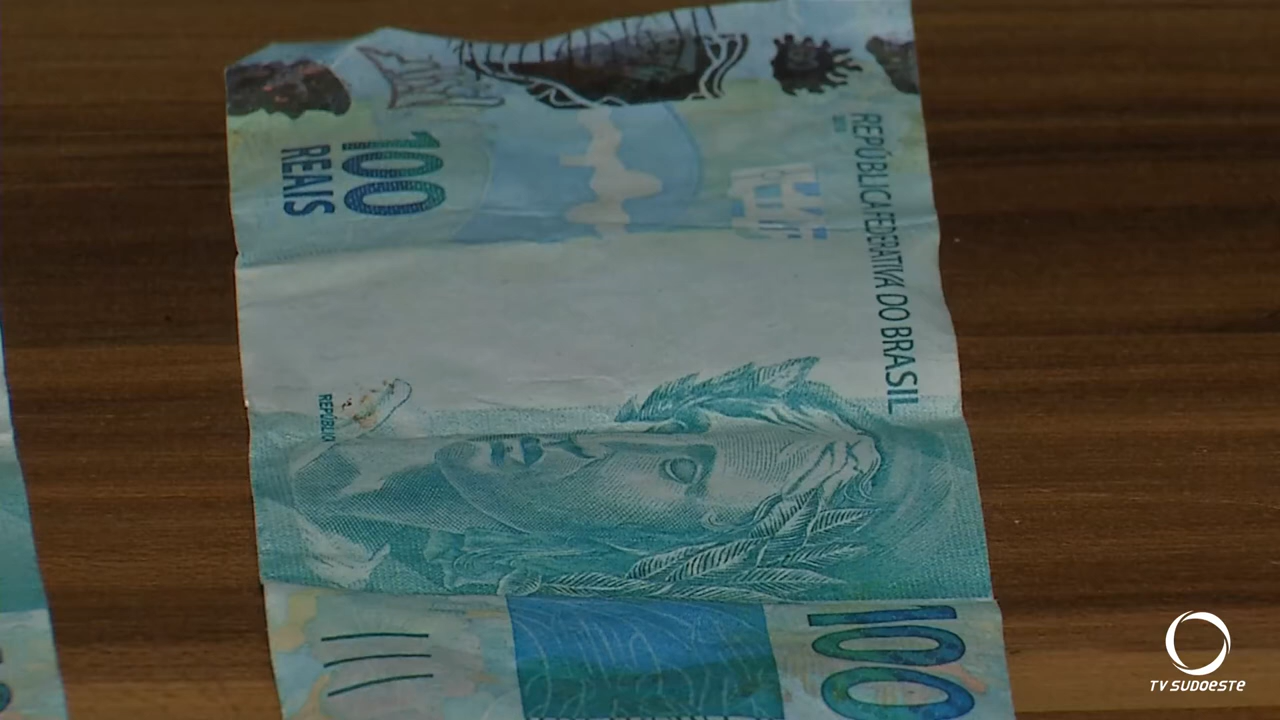 100
REAIS
REPÚBLICA FEDERATIVA DO BRASIL
REPÚBLICA
100
TV SUDOESTE